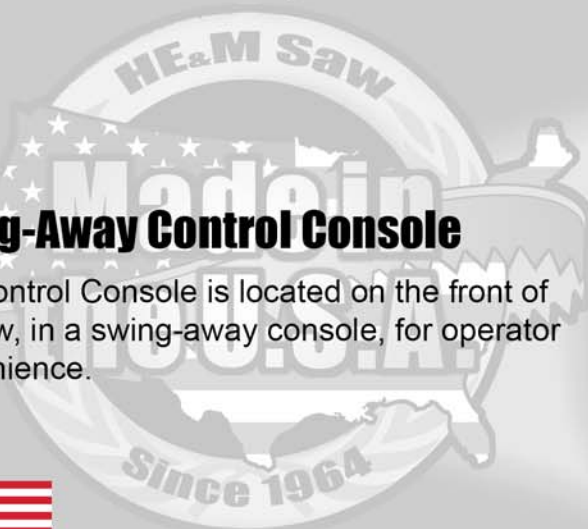 HE&M Saw
Made in
the U.S.A.
g-Away Control Console
ontrol Console is located on the front of
w, in a swing-away console, for operator
nience.
Since 1964